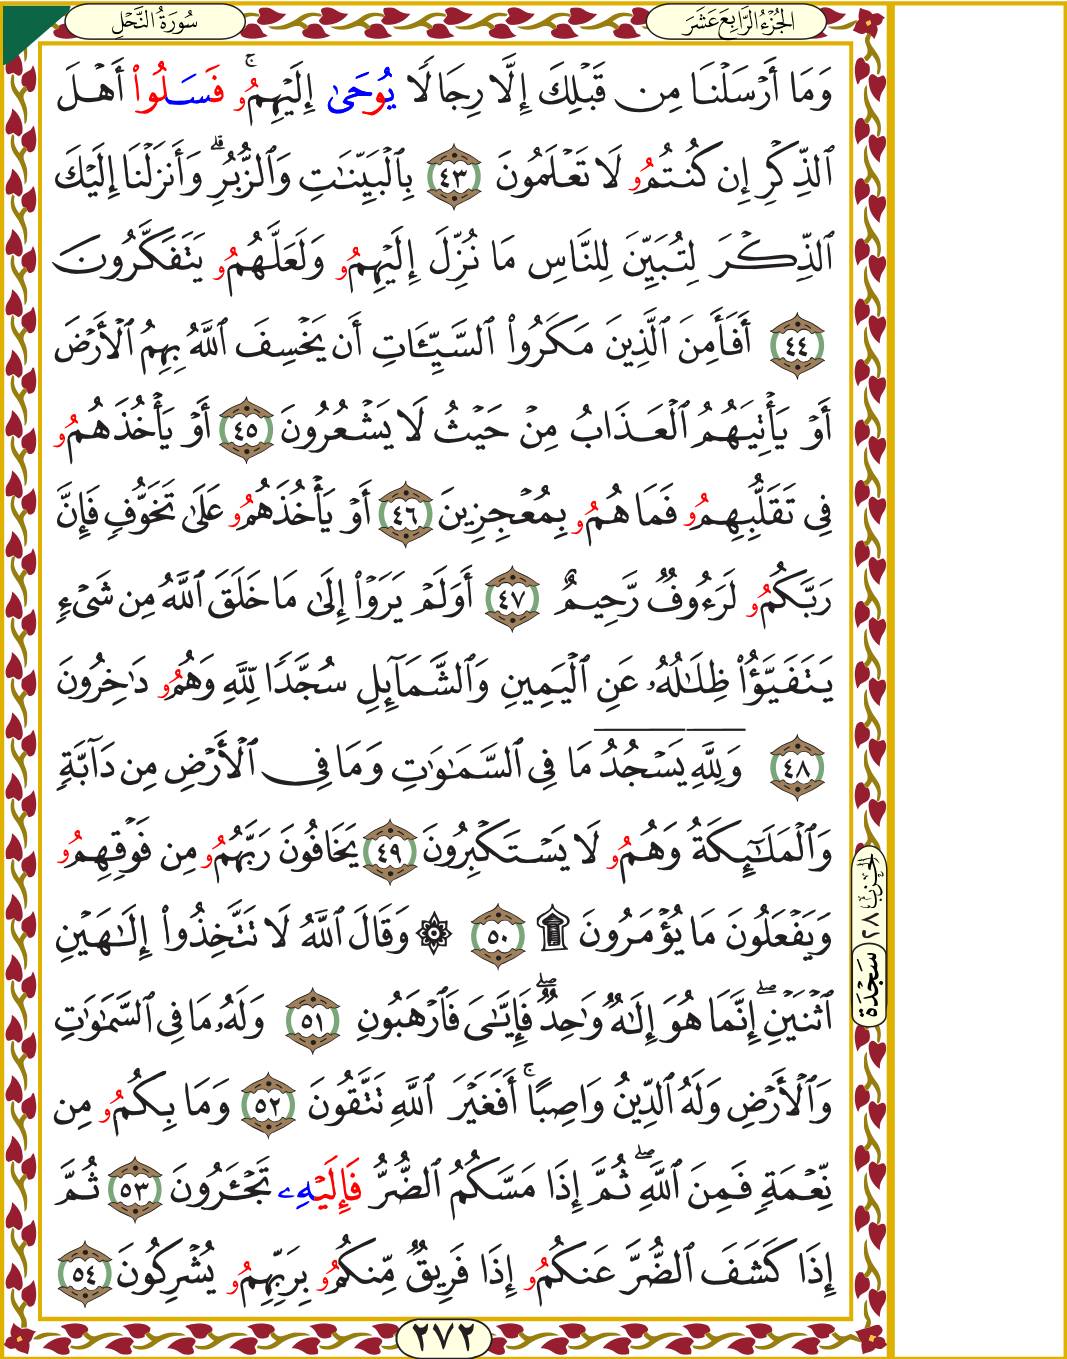 الجُزْءُ الرَّابِعَ عَشَرَ
سُورَةُ النَّحْلِ
وَمَا أَرْسَلْنَا مِن قَبْلِكَ إِلَّا رِجَالًا يُوحَىٰ إِلَيْهِمُۥ ۚ فَسَلُواْ أَهْلَ
ٱلذِّكْرِ إِن كُنتُمُۥ لَا تَعْلَمُونَ ٤٣ بِٱلْبَيِّنَٰتِ وَٱلزُّبُرِ ۗ وَأَنزَلْنَا إِلَيْكَ
ٱلذِّكْرَ لِتُبَيِّنَ لِلنَّاسِ مَا نُزِّلَ إِلَيْهِمُۥ وَلَعَلَّهُمُۥ يَتَفَكَّرُونَ
٤٤ أَفَأَمِنَ ٱلَّذِينَ مَكَرُواْ ٱلسَّيِّـَٔاتِ أَن يَخْسِفَ ٱللَّهُ بِهِمُ ٱلْأَرْضَ
أَوْ يَأْتِيَهُمُ ٱلْعَذَابُ مِنْ حَيْثُ لَا يَشْعُرُونَ ٤٥ أَوْ يَأْخُذَهُمُۥ
فِى تَقَلُّبِهِمُۥ فَمَا هُمُۥ بِمُعْجِزِينَ ٤٦ أَوْ يَأْخُذَهُمُۥ عَلَىٰ تَخَوُّفٍ فَإِنَّ
رَبَّكُمُۥ لَرَءُوفٌ رَّحِيمٌ ٤٧ أَوَلَمْ يَرَوْاْ إِلَىٰ مَا خَلَقَ ٱللَّهُ مِن شَىْءٍ
يَتَفَيَّؤُاْ ظِلَٰلُهُۥ عَنِ ٱلْيَمِينِ وَٱلشَّمَآئِلِ سُجَّدًا لِّلَّهِ وَهُمُۥ دَٰخِرُونَ
٤٨ وَلِلَّهِ يَسْجُدُ مَا فِى ٱلسَّمَٰوَٰتِ وَمَا فِى ٱلْأَرْضِ مِن دَآبَّةٍ
وَٱلْمَلَٰٓئِكَةُ وَهُمُۥ لَا يَسْتَكْبِرُونَ ٤٩ يَخَافُونَ رَبَّهُمُۥ مِن فَوْقِهِمُۥ
وَيَفْعَلُونَ مَا يُؤْمَرُونَ ۩ ٥٠ ۞ وَقَالَ ٱللَّهُ لَا تَتَّخِذُواْ إِلَٰهَيْنِ
ٱثْنَيْنِ ۖ إِنَّمَا هُوَ إِلَٰهٌ وَٰحِدٌ ۖ فَإِيَّٰىَ فَٱرْهَبُونِ ٥١ وَلَهُۥ مَا فِى ٱلسَّمَٰوَٰتِ
وَٱلْأَرْضِ وَلَهُ ٱلدِّينُ وَاصِبًا ۚ أَفَغَيْرَ ٱللَّهِ تَتَّقُونَ ٥٢ وَمَا بِكُمُۥ مِن
نِّعْمَةٍ فَمِنَ ٱللَّهِ ۖ ثُمَّ إِذَا مَسَّكُمُ ٱلضُّرُّ فَإِلَيْهِۦ تَجْـَٔرُونَ ٥٣ ثُمَّ
إِذَا كَشَفَ ٱلضُّرَّ عَنكُمُۥ إِذَا فَرِيقٌ مِّنكُمُۥ بِرَبِّهِمُۥ يُشْرِكُونَ ٥٤
الحِزْبُ ٢٨
سَجْدَة
٢٧٢